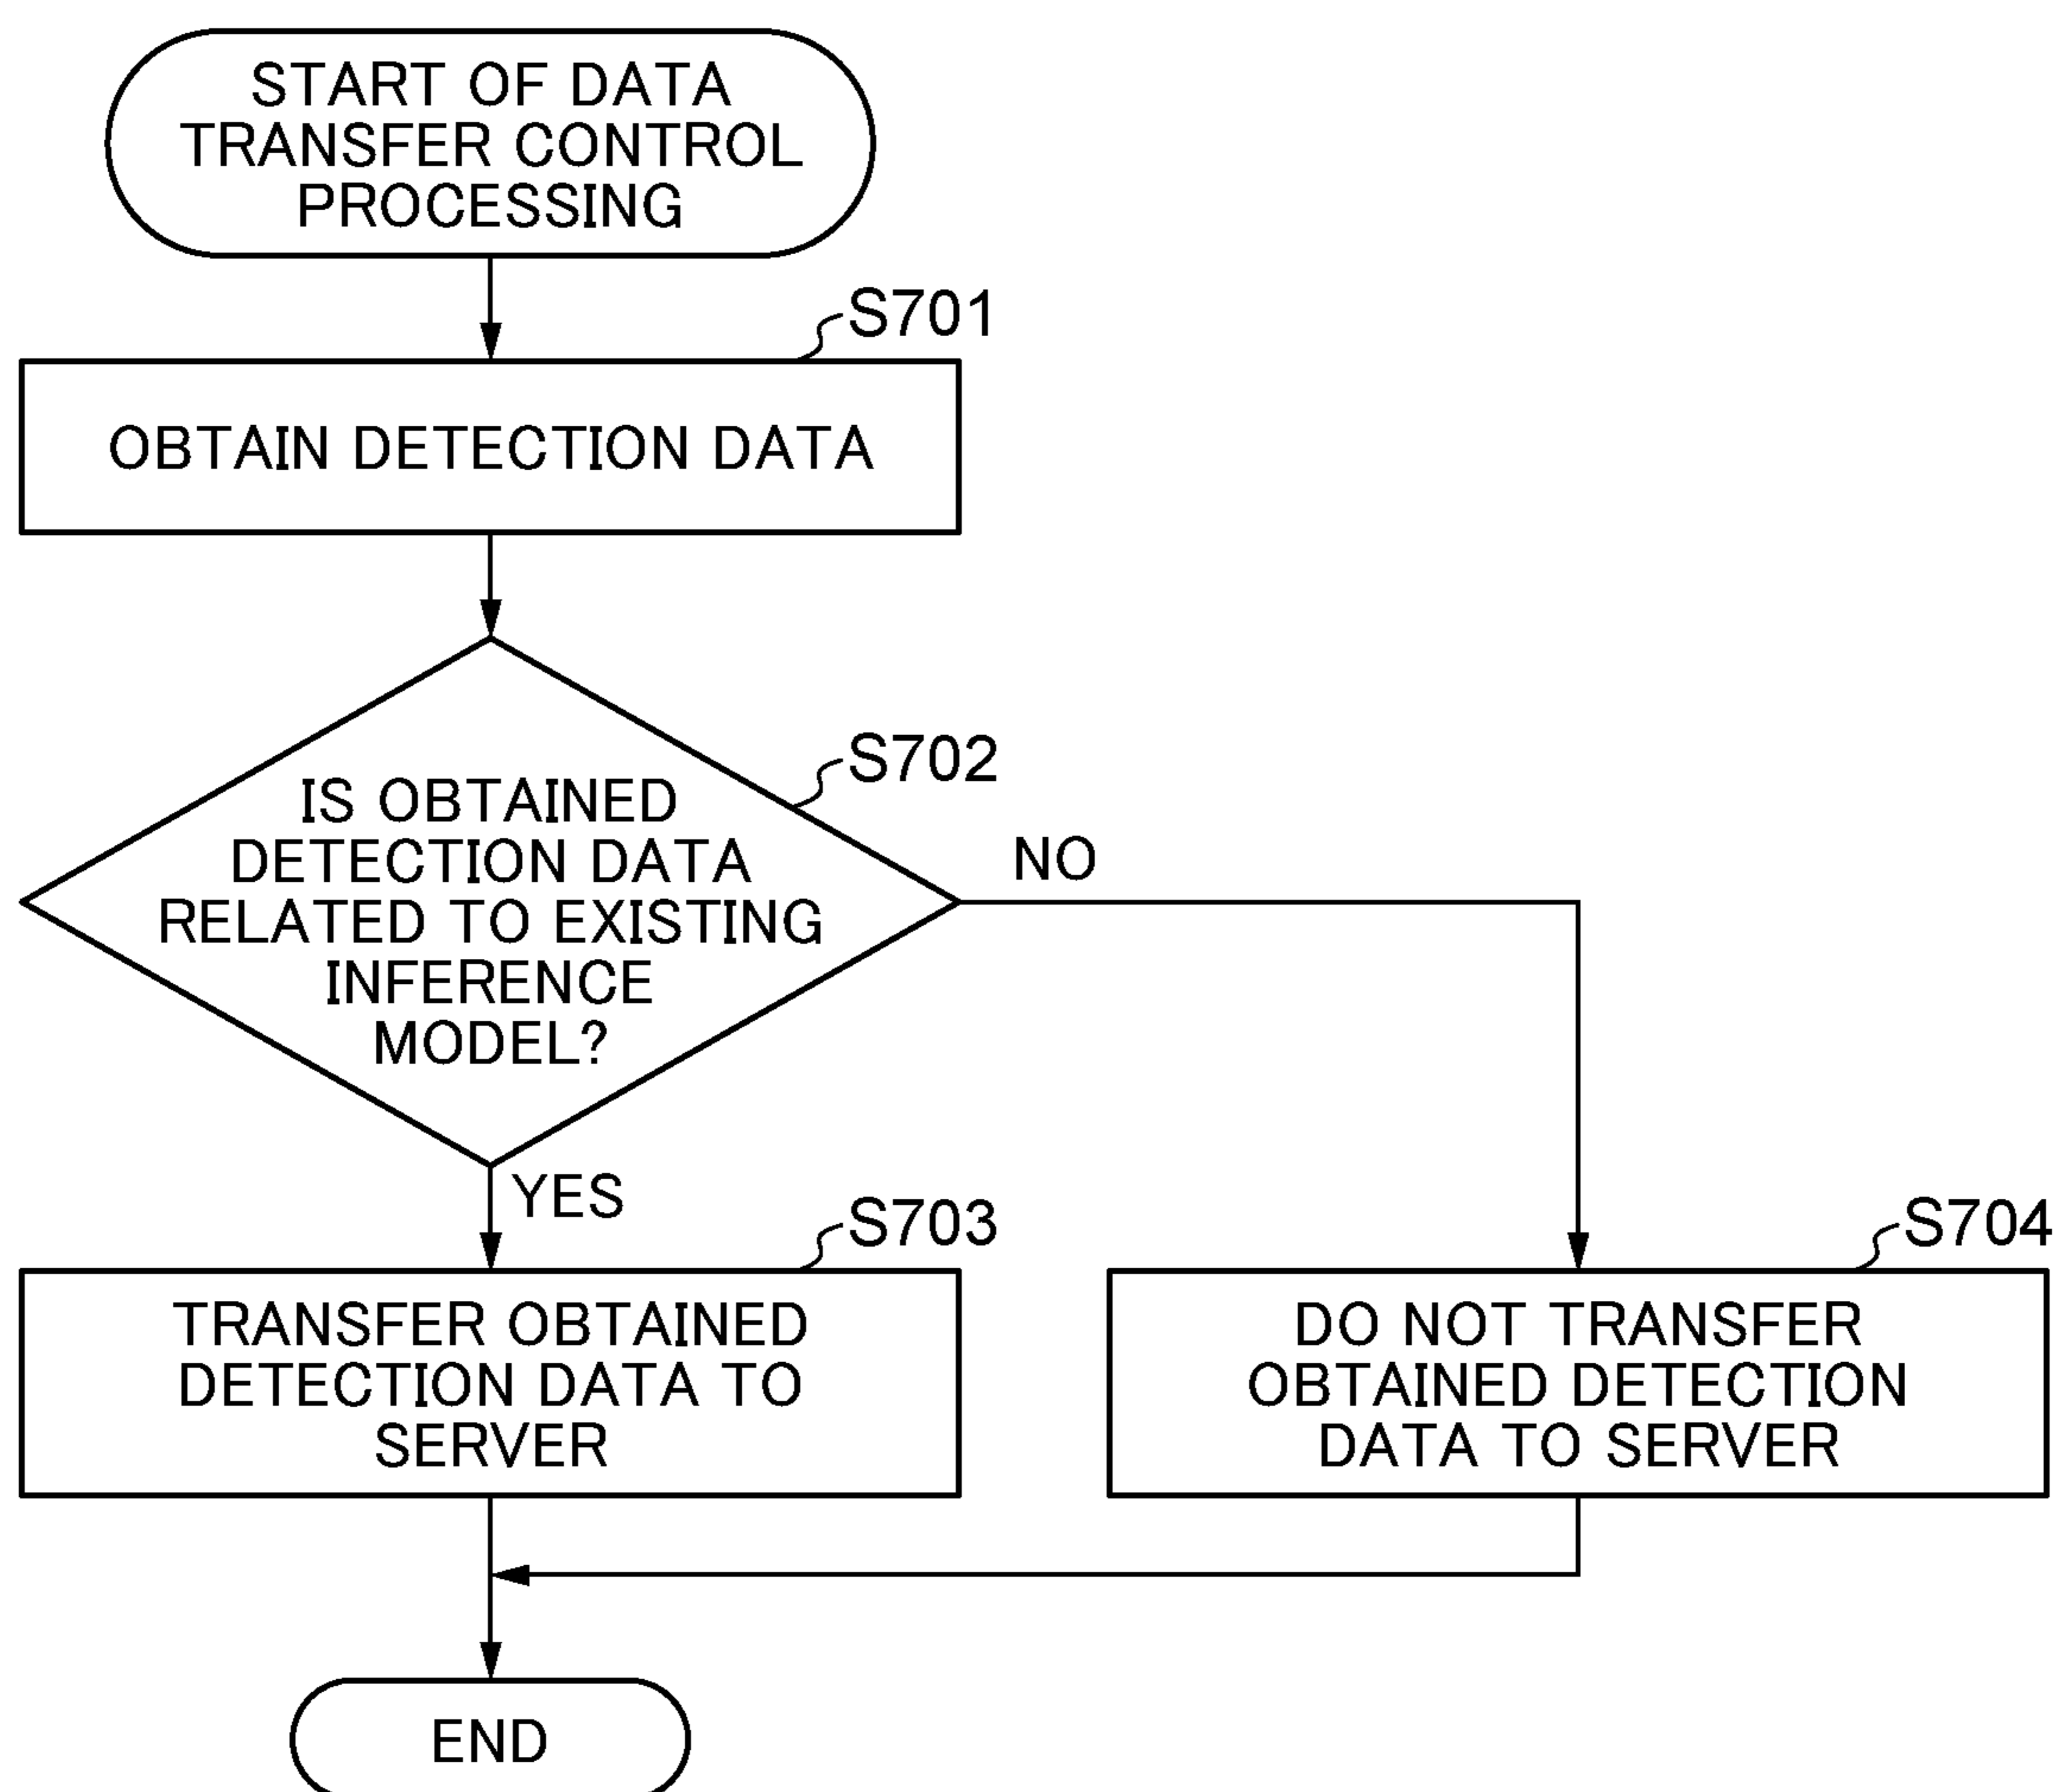 START OF DATA
TRANSFER CONTROL
PROCESSING
S701
OBTAIN DETECTION DATA
S702
IS OBTAINED
DETECTION DATA
RELATED TO EXISTING
INFERENCE
MODEL?
NO
YES
S703
TRANSFER OBTAINED
DETECTION DATA TO
SERVER
S704
DO NOT TRANSFER
OBTAINED DETECTION
DATA TO SERVER
END